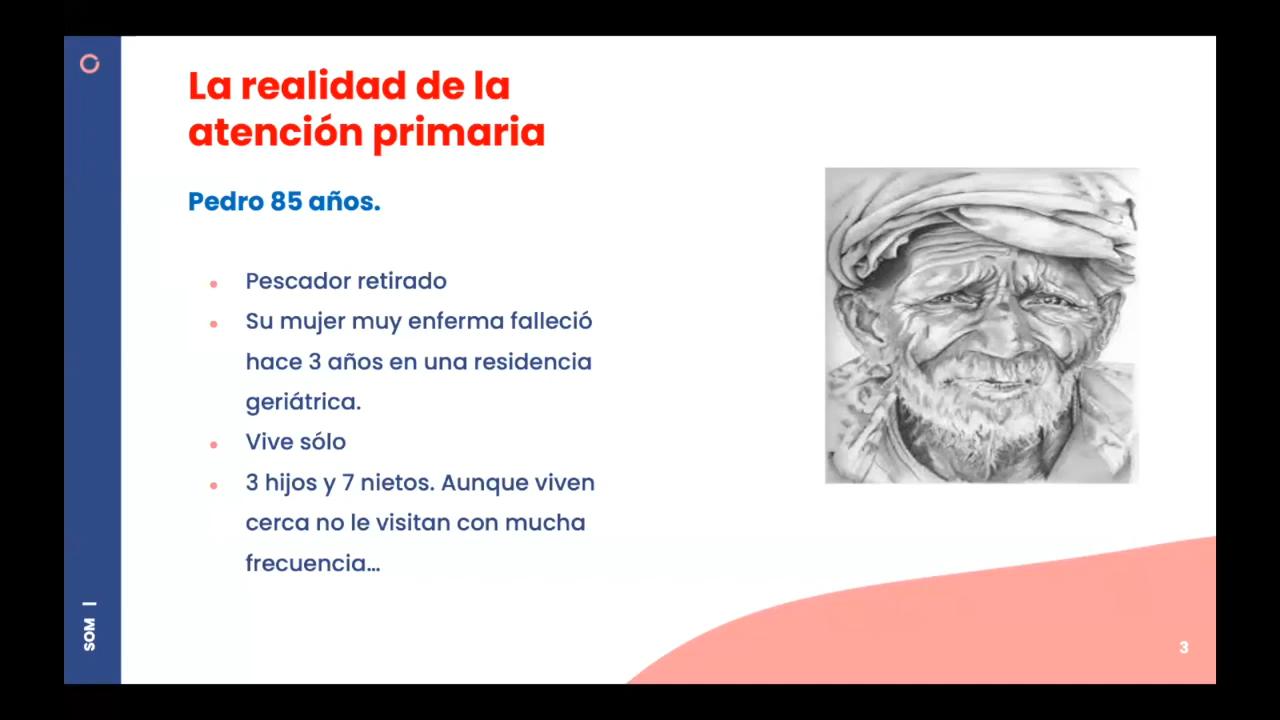 La realidad de la
atención primaria
Pedro 85 años.
Pescador retirado
Su mujer muy enferma falleció
hace 3 años en una residencia
geriátrica.
Vive sólo
3 hijos y 7 nietos. Aunque viven
cerca no le visitan con mucha
frecuencia...
SOM |
3